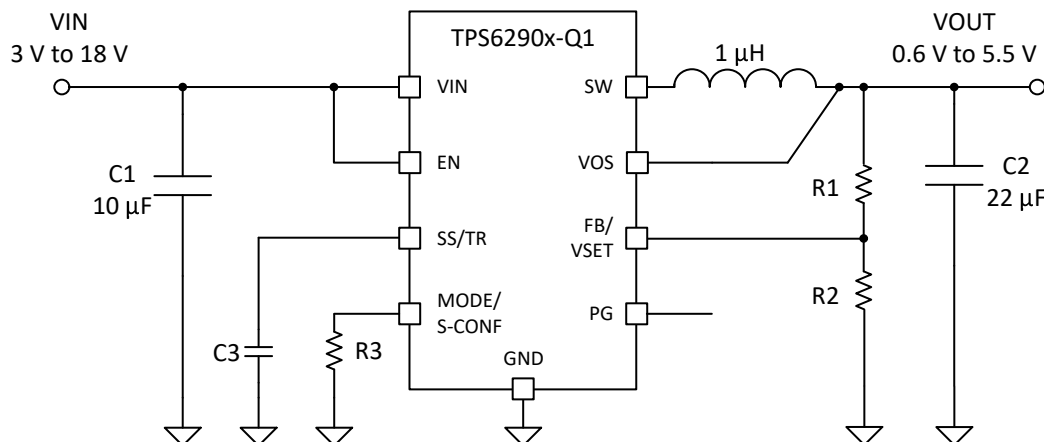 VIN
3 V to 18 V
TPS6290x-Q1
VOUT
0.6 V to 5.5 V
1 µH
VIN
SW
EN
VOS
C1
10 µF
R1
C2
22 µF
SS/TR
FB/
VSET
MODE/
S-CONF
R2
PG
C3
R3
GND